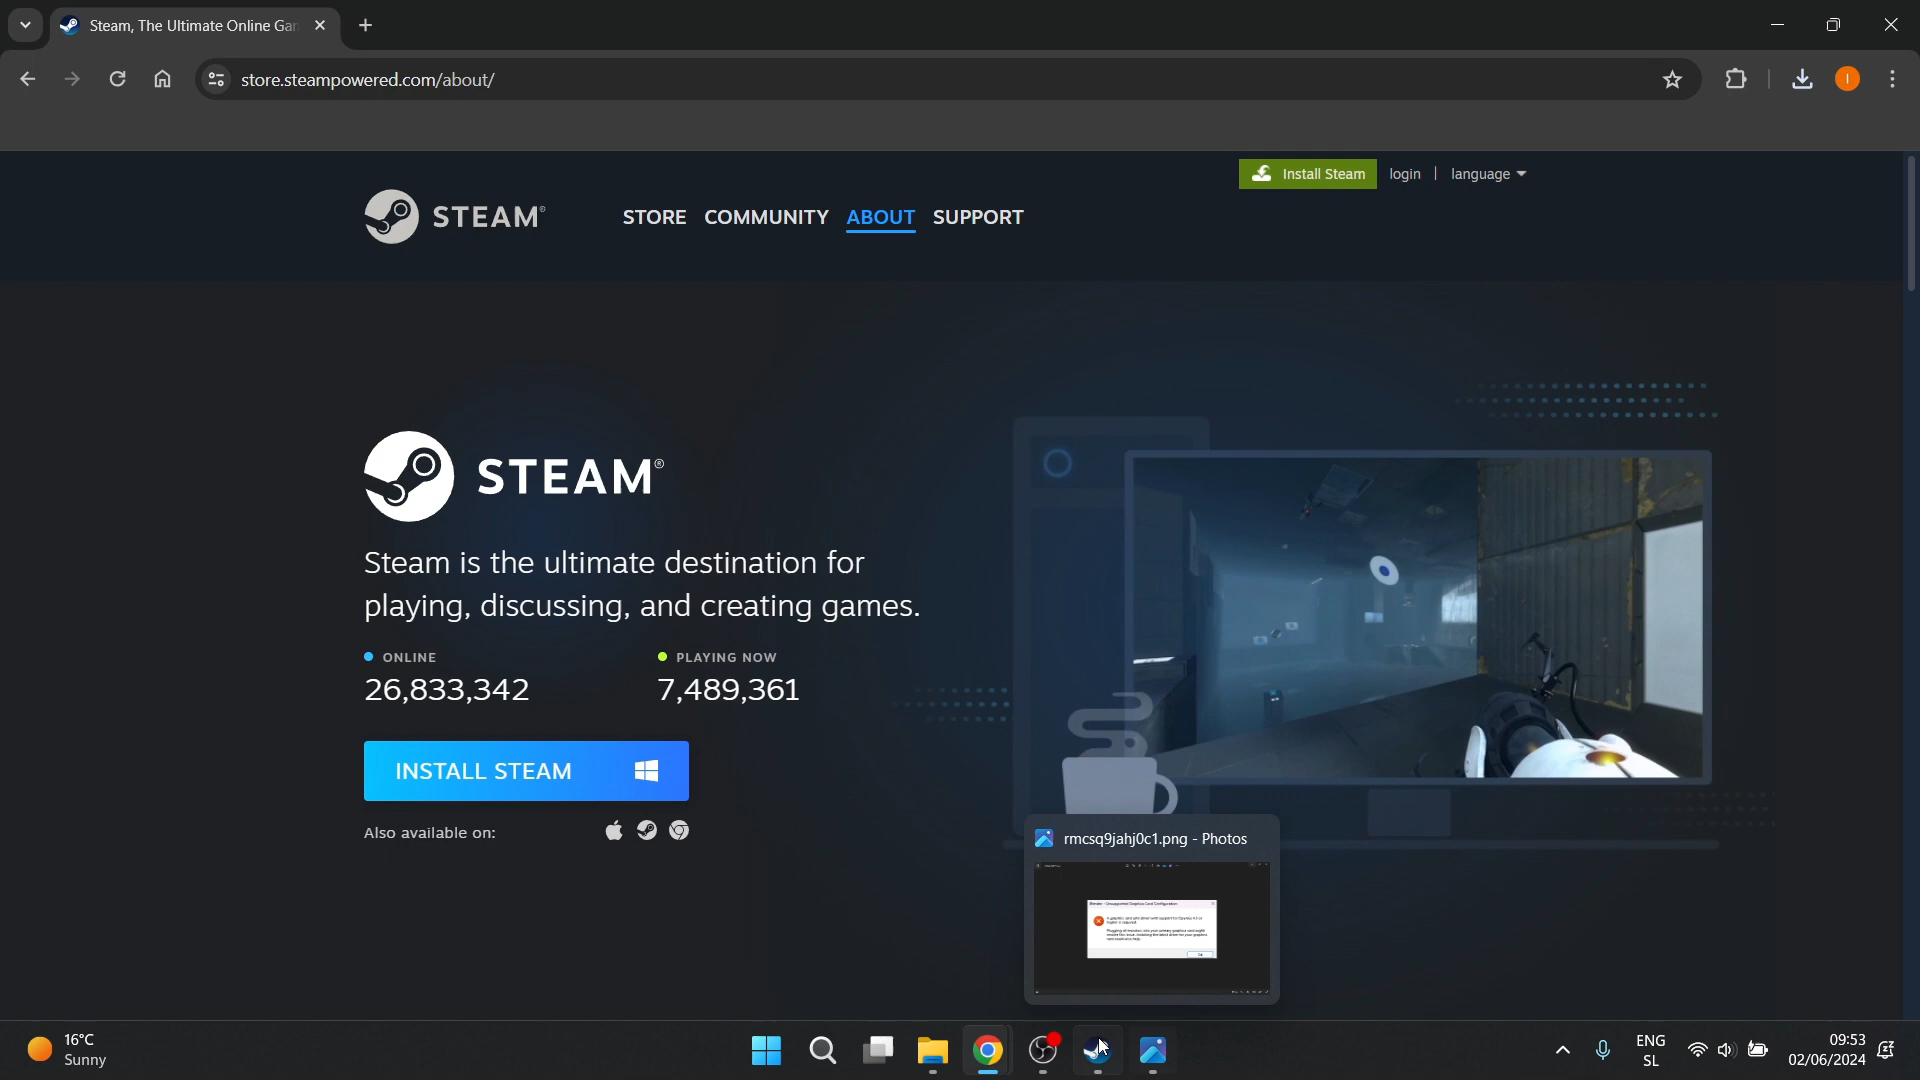 Steam, The Ultimate Online Gar
store.steampowered.com/about/
Install Steam
login
language
STEAM®
STORE COMMUNITY ABOUT SUPPORT
STEAM®
Steam is the ultimate destination for
playing, discussing, and creating games.
ONLINE
26,833,342
PLAYING NOW
7,489,361
INSTALL STEAM
Also available on:
rmcsq9jahj0c1.png - Photos
16°C
Sunny
ENG
SL
09:53
02/06/2024